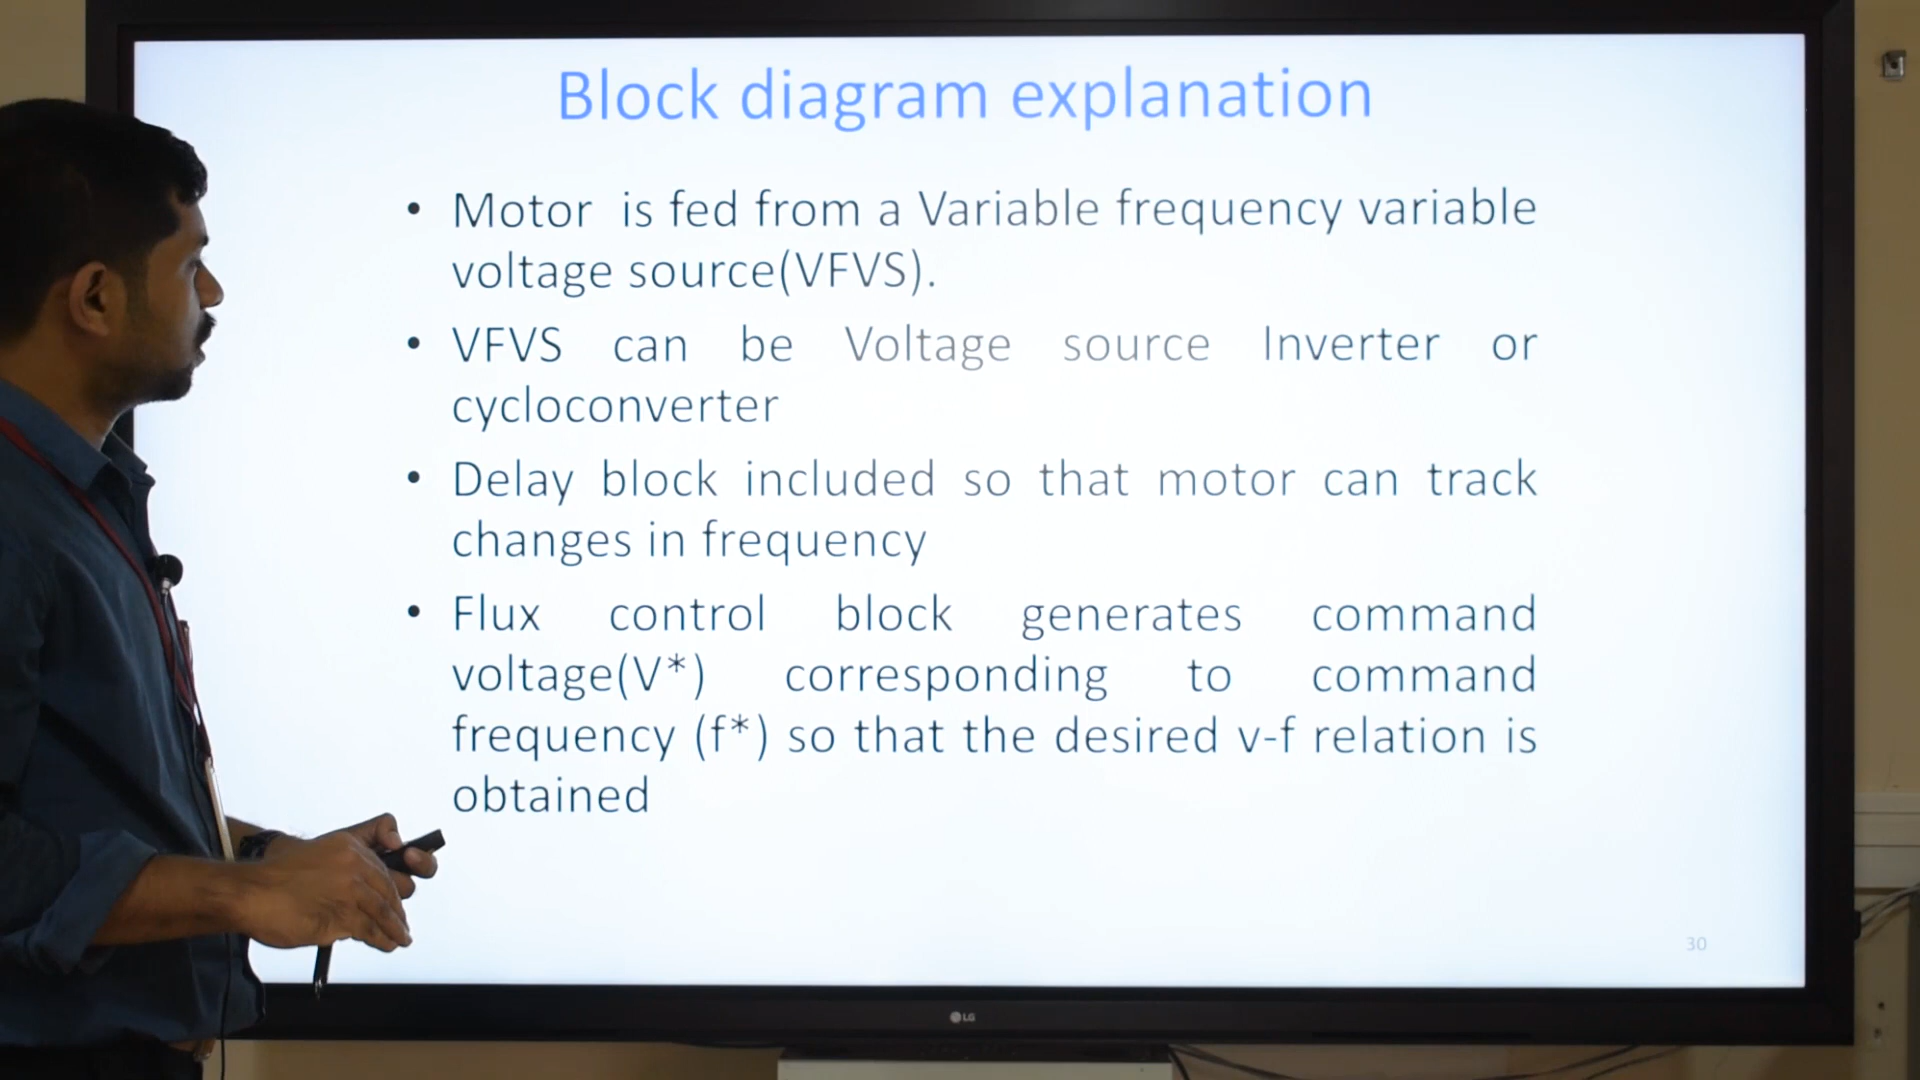 Block diagram explanation
• Motor is fed from a Variable frequency variable
voltage source(VFVS).
• VFVS can be Voltage source Inverter or
cycloconverter
• Delay block included so that motor can track
changes in frequency
• Flux control block generates command
voltage(V*) corresponding to command
frequency (f*) so that the desired v-f relation is
obtained
30
LG